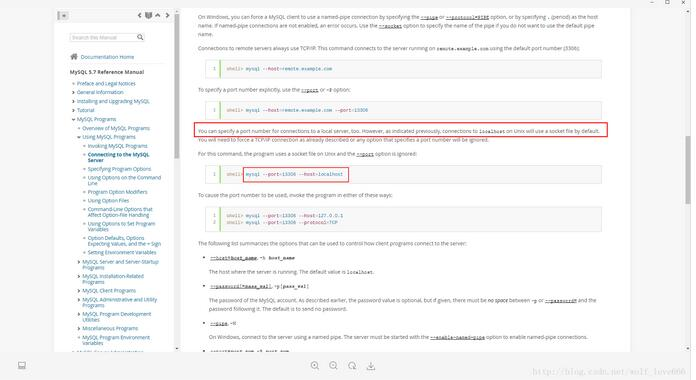 On Windows, you can force a MySQL client to use a named-pipe connection by specifying the --pipe or --protocol=PIPE option, or by specifying . (period) as the host
name. If named-pipe connections are not enabled, an error occurs. Use the --socket option to specify the name of the pipe if you do not want to use the default pipe
name.
Connections to remote servers always use TCP/IP. This command connects to the server running on remote.example.com using the default port number (3306):
1 shell> mysql --host=remote.example.com
To specify a port number explicitly, use the --port or -P option:
1 shell> mysql --host=remote.example.com --port=13306
You can specify a port number for connections to a local server, too. However, as indicated previously, connections to localhost on Unix will use a socket file by default.
You will need to force a TCP/IP connection as already described or any option that specifies a port number will be ignored.
For this command, the program uses a socket file on Unix and the --port option is ignored:
1 shell> mysql --port=13306 --host=localhost
To cause the port number to be used, invoke the program in either of these ways:
1 shell> mysql --port=13306 --host=127.0.0.1
2 shell> mysql --port=13306 --protocol=TCP
The following list summarizes the options that can be used to control how client programs connect to the server:
• --host=host_name, -h host_name
The host where the server is running. The default value is localhost.
• --password[=pass_val], -p[pass_val]
The password of the MySQL account. As described earlier, the password value is optional, but if given, there must be no space between -p or --password= and the
password following it. The default is to send no password.
• --pipe, -W
On Windows, connect to the server using a named pipe. The server must be started with the --enable-named-pipe option to enable named-pipe connections.
Search this Manual
Documentation Home
MySQL 5.7 Reference Manual
Preface and Legal Notices
General Information
Installing and Upgrading MySQL
Tutorial
MySQL Programs
Overview of MySQL Programs
Using MySQL Programs
Invoking MySQL Programs
Connecting to the MySQL
Server
Specifying Program Options
Using Options on the Command
Line
Program Option Modifiers
Using Option Files
Command-Line Options that
Affect Option-File Handling
Using Options to Set Program
Variables
Option Defaults, Options
Expecting Values, and the = Sign
Setting Environment Variables
MySQL Server and Server-Startup
Programs
MySQL Installation-Related
Programs
MySQL Client Programs
MySQL Administrative and Utility
Programs
MySQL Program Development
Utilities
Miscellaneous Programs
MySQL Program Environment
Variables
http://blog.csdn.net/wolf_love666